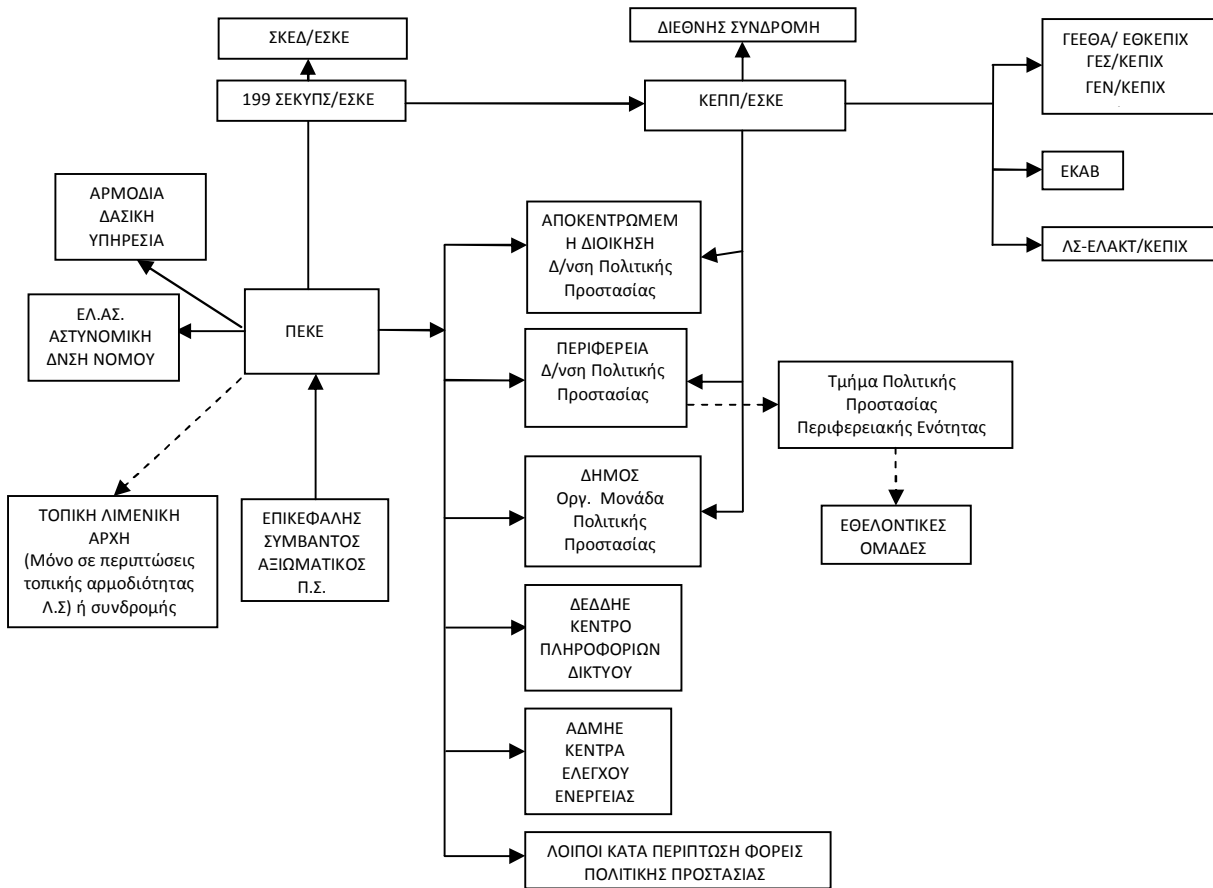 ΣΚΕΔ/ΕΣΚΕ
ΔΙΕΘΝΗΣ ΣΥΝΔΡΟΜΗ
ΓΕΕΘΑ/ ΕΘΚΕΠΙΧ
ΓΕΣ/ΚΕΠΙΧ
ΓΕΝ/ΚΕΠΙΧ
199 ΣΕΚΥΠΣ/ΕΣΚΕ
ΚΕΠΠ/ΕΣΚΕ
ΕΚΑΒ
ΛΣ-ΕΛΑΚΤ/ΚΕΠΙΧ
ΑΡΜΟΔΙΑ
ΔΑΣΙΚΗ
ΥΠΗΡΕΣΙΑ
ΑΠΟΚΕΝΤΡΩΜΕΜ
Η ΔΙΟΙΚΗΣΗ
Δ/νση Πολιτικής
Προστασίας
ΕΛ.ΑΣ.
ΑΣΤΥΝΟΜΙΚΗ
ΔΝΣΗ ΝΟΜΟΥ
ΠΕΚΕ
ΠΕΡΙΦΕΡΕΙΑ
Δ/νση Πολιτικής
Προστασίας
Τμήμα Πολιτικής
Προστασίας
Περιφερειακής Ενότητας
ΤΟΠΙΚΗ ΛΙΜΕΝΙΚΗ
ΑΡΧΗ
(Μόνο σε περιπτώσεις
τοπικής αρμοδιότητας
Λ.Σ) ή συνδρομής
ΕΠΙΚΕΦΑΛΗΣ
ΣΥΜΒΑΝΤΟΣ
ΑΞΙΩΜΑΤΙΚΟΣ
Π.Σ.
ΔΗΜΟΣ
Οργ. Μονάδα
Πολιτικής
Προστασίας
ΕΘΕΛΟΝΤΙΚΕΣ
ΟΜΑΔΕΣ
ΔΕΔΔΗΕ
ΚΕΝΤΡΟ
ΠΛΗΡΟΦΟΡΙΩΝ
ΔΙΚΤΥΟΥ
ΑΔΜΗΕ
ΚΕΝΤΡΑ
ΕΛΕΓΧΟΥ
ΕΝΕΡΓΕΙΑΣ
ΛΟΙΠΟΙ ΚΑΤΑ ΠΕΡΙΠΤΩΣΗ ΦΟΡΕΙΣ
ΠΟΛΙΤΙΚΗΣ ΠΡΟΣΤΑΣΙΑΣ